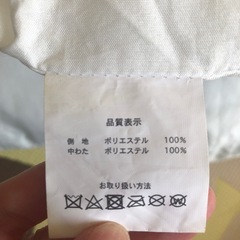 品質表示
側 地 ポリエステル 100%
中わた ポリエステル 100%
お取り扱い方法